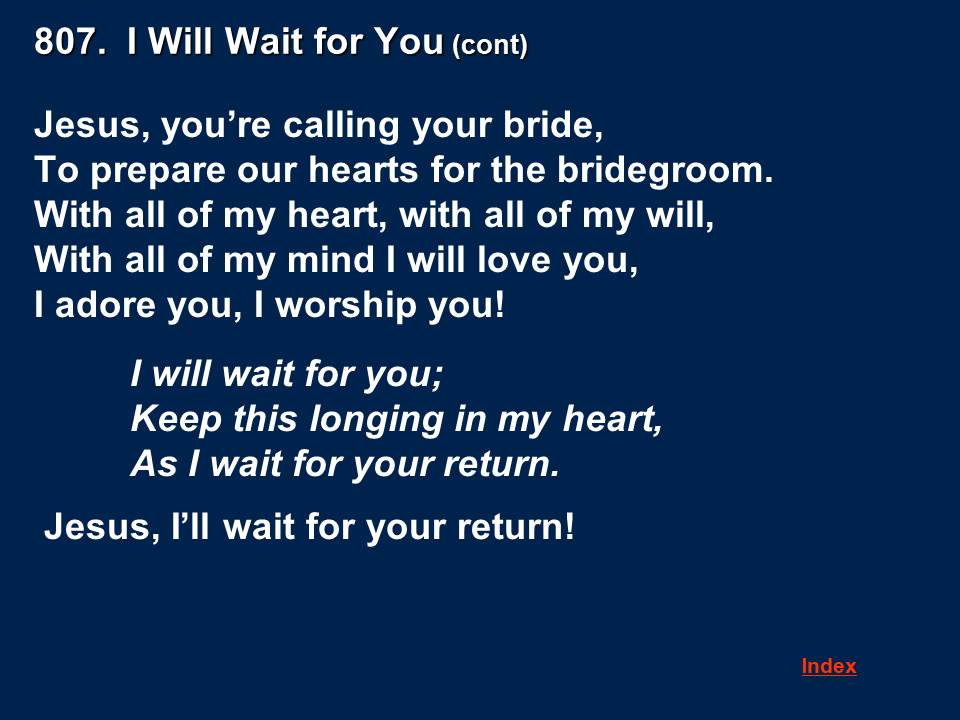 807.  I Will Wait for You (cont)
Jesus, you’re calling your bride,
To prepare our hearts for the bridegroom.
With all of my heart, with all of my will,
With all of my mind I will love you,
I adore you, I worship you!
I will wait for you;
Keep this longing in my heart,
As I wait for your return.
Jesus, I’ll wait for your return!
Index